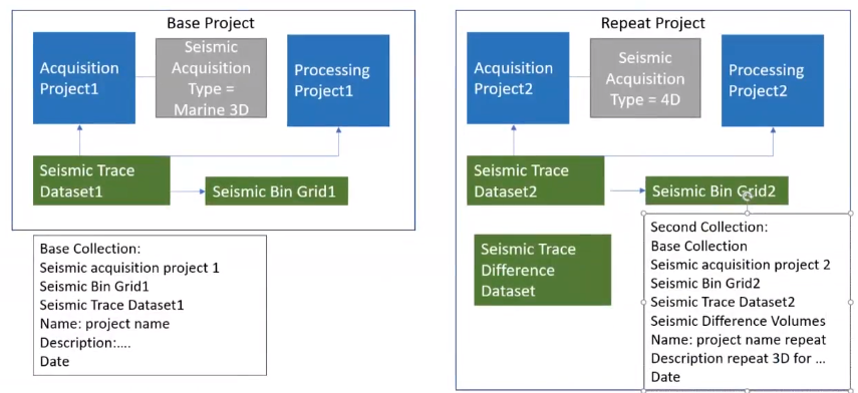 Base Project
Acquisition
Project1
Seismic
Acquisition
Type =
Marine 3D
Processing
Project1
Seismic Trace
Dataset1
Seismic Bin Grid1
Base Collection:
Seismic acquisition project 1
Seismic Bin Grid1
Seismic Trace Dataset1
Name: project name
Description:....
Date
Repeat Project
Acquisition
Project2
Seismic
Acquisition
Type = 4D
Processing
Project2
Seismic Trace
Dataset2
Seismic Bin Grid2
Seismic Trace
Difference
Dataset
Second Collection:
Base Collection
Seismic acquisition project 2
Seismic Bin Grid2
Seismic Trace Dataset2
Seismic Difference Volumes
Name: project name repeat
Description repeat 3D for ...
Date